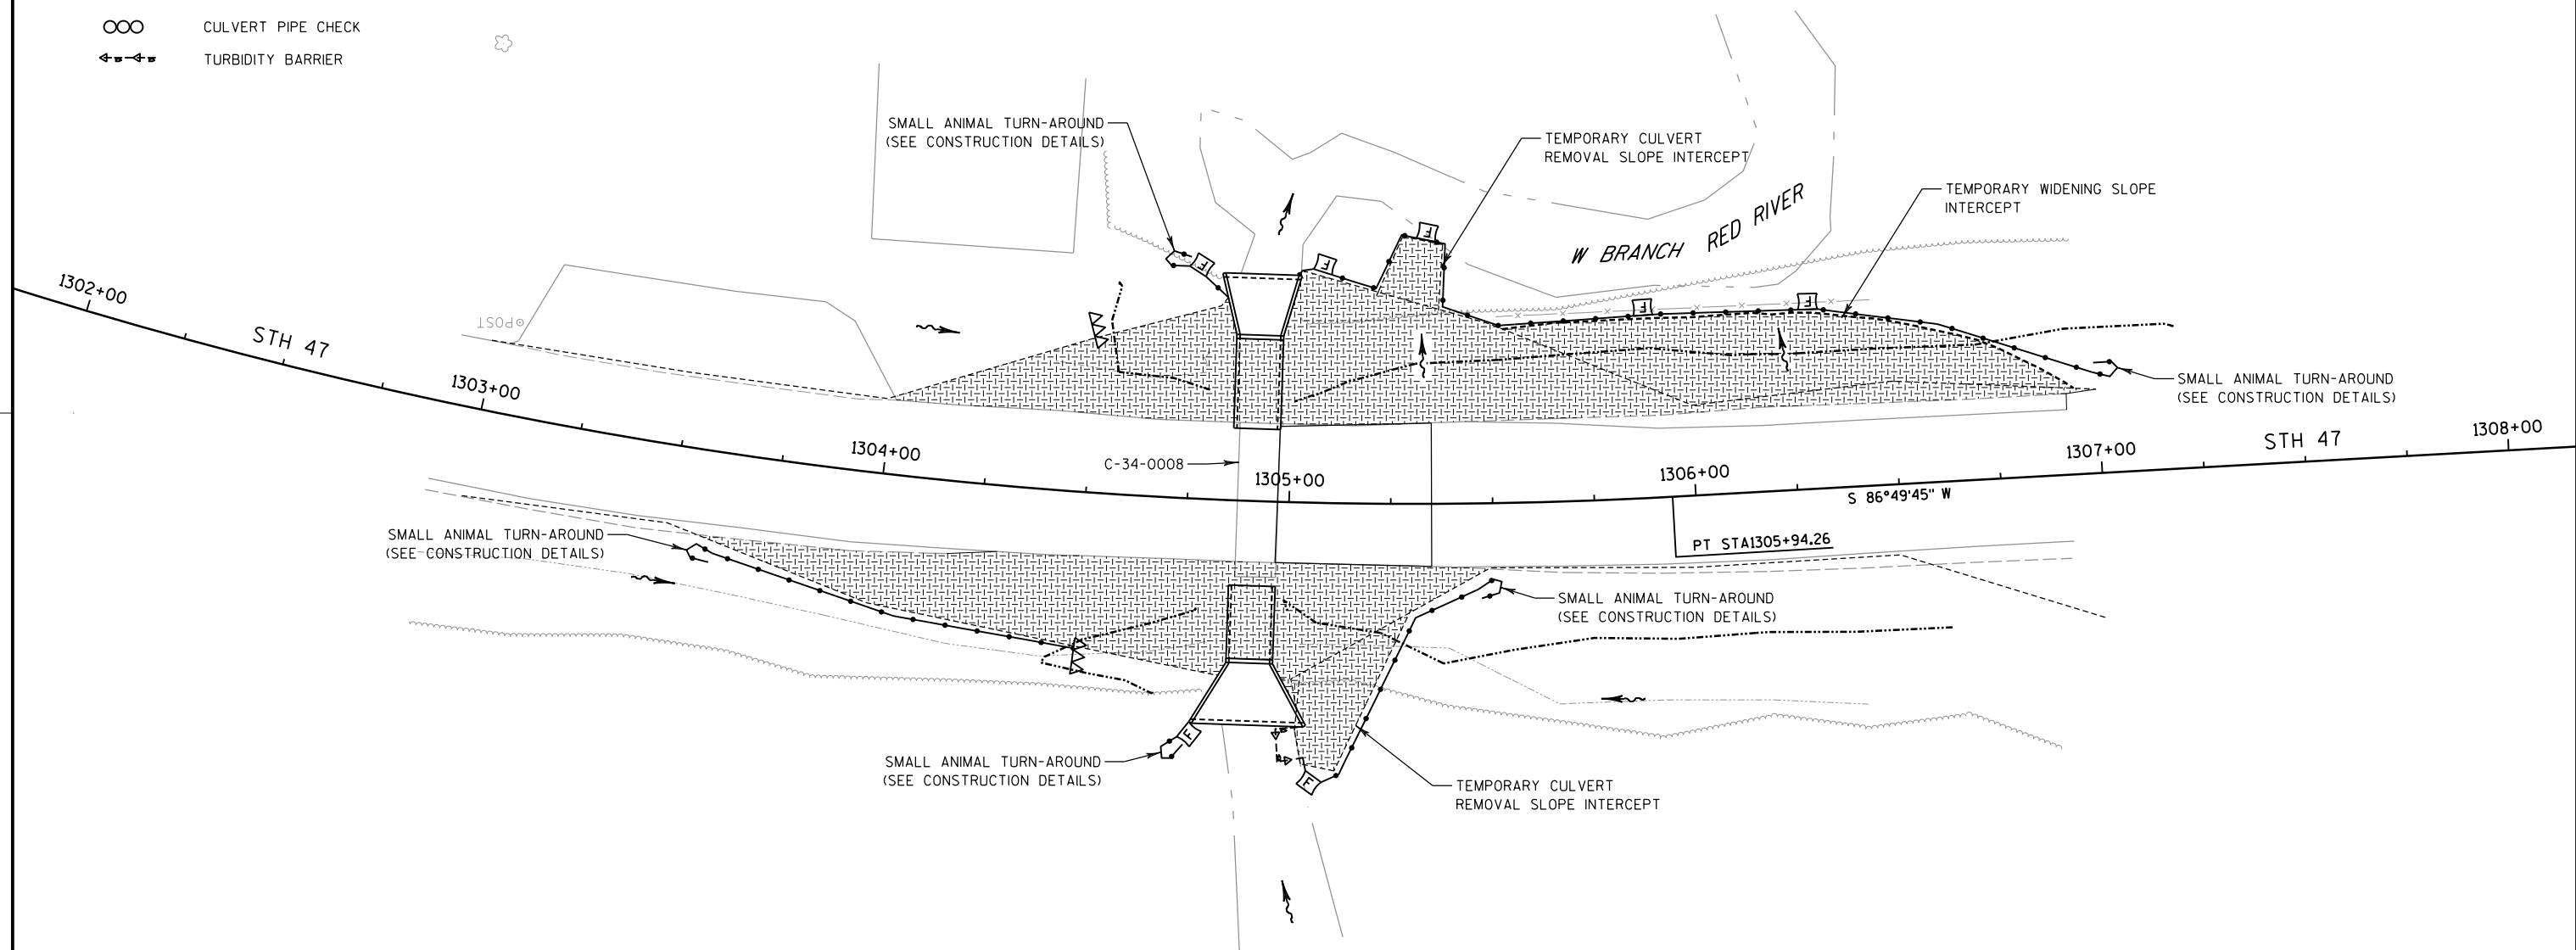 CULVERT PIPE CHECK
TURBIDITY BARRIER
SMALL ANIMAL TURN-AROUND
(SEE CONSTRUCTION DETAILS)
TEMPORARY CULVERT
REMOVAL SLOPE INTERCEPT
TEMPORARY WIDENING SLOPE
INTERCEPT
W BRANCH RED RIVER
F
F
F
F
F
POST
1302+00
STH 47
1303+00
1304+00
C-34-0008
1305+00
1306+00
1307+00
STH 47
1308+00
SMALL ANIMAL TURN-AROUND
(SEE CONSTRUCTION DETAILS)
S 86°49'45" W
PT STA1305+94.26
SMALL ANIMAL TURN-AROUND
(SEE CONSTRUCTION DETAILS)
SMALL ANIMAL TURN-AROUND
(SEE CONSTRUCTION DETAILS)
F
SMALL ANIMAL TURN-AROUND
(SEE CONSTRUCTION DETAILS)
F
TEMPORARY CULVERT
REMOVAL SLOPE INTERCEPT